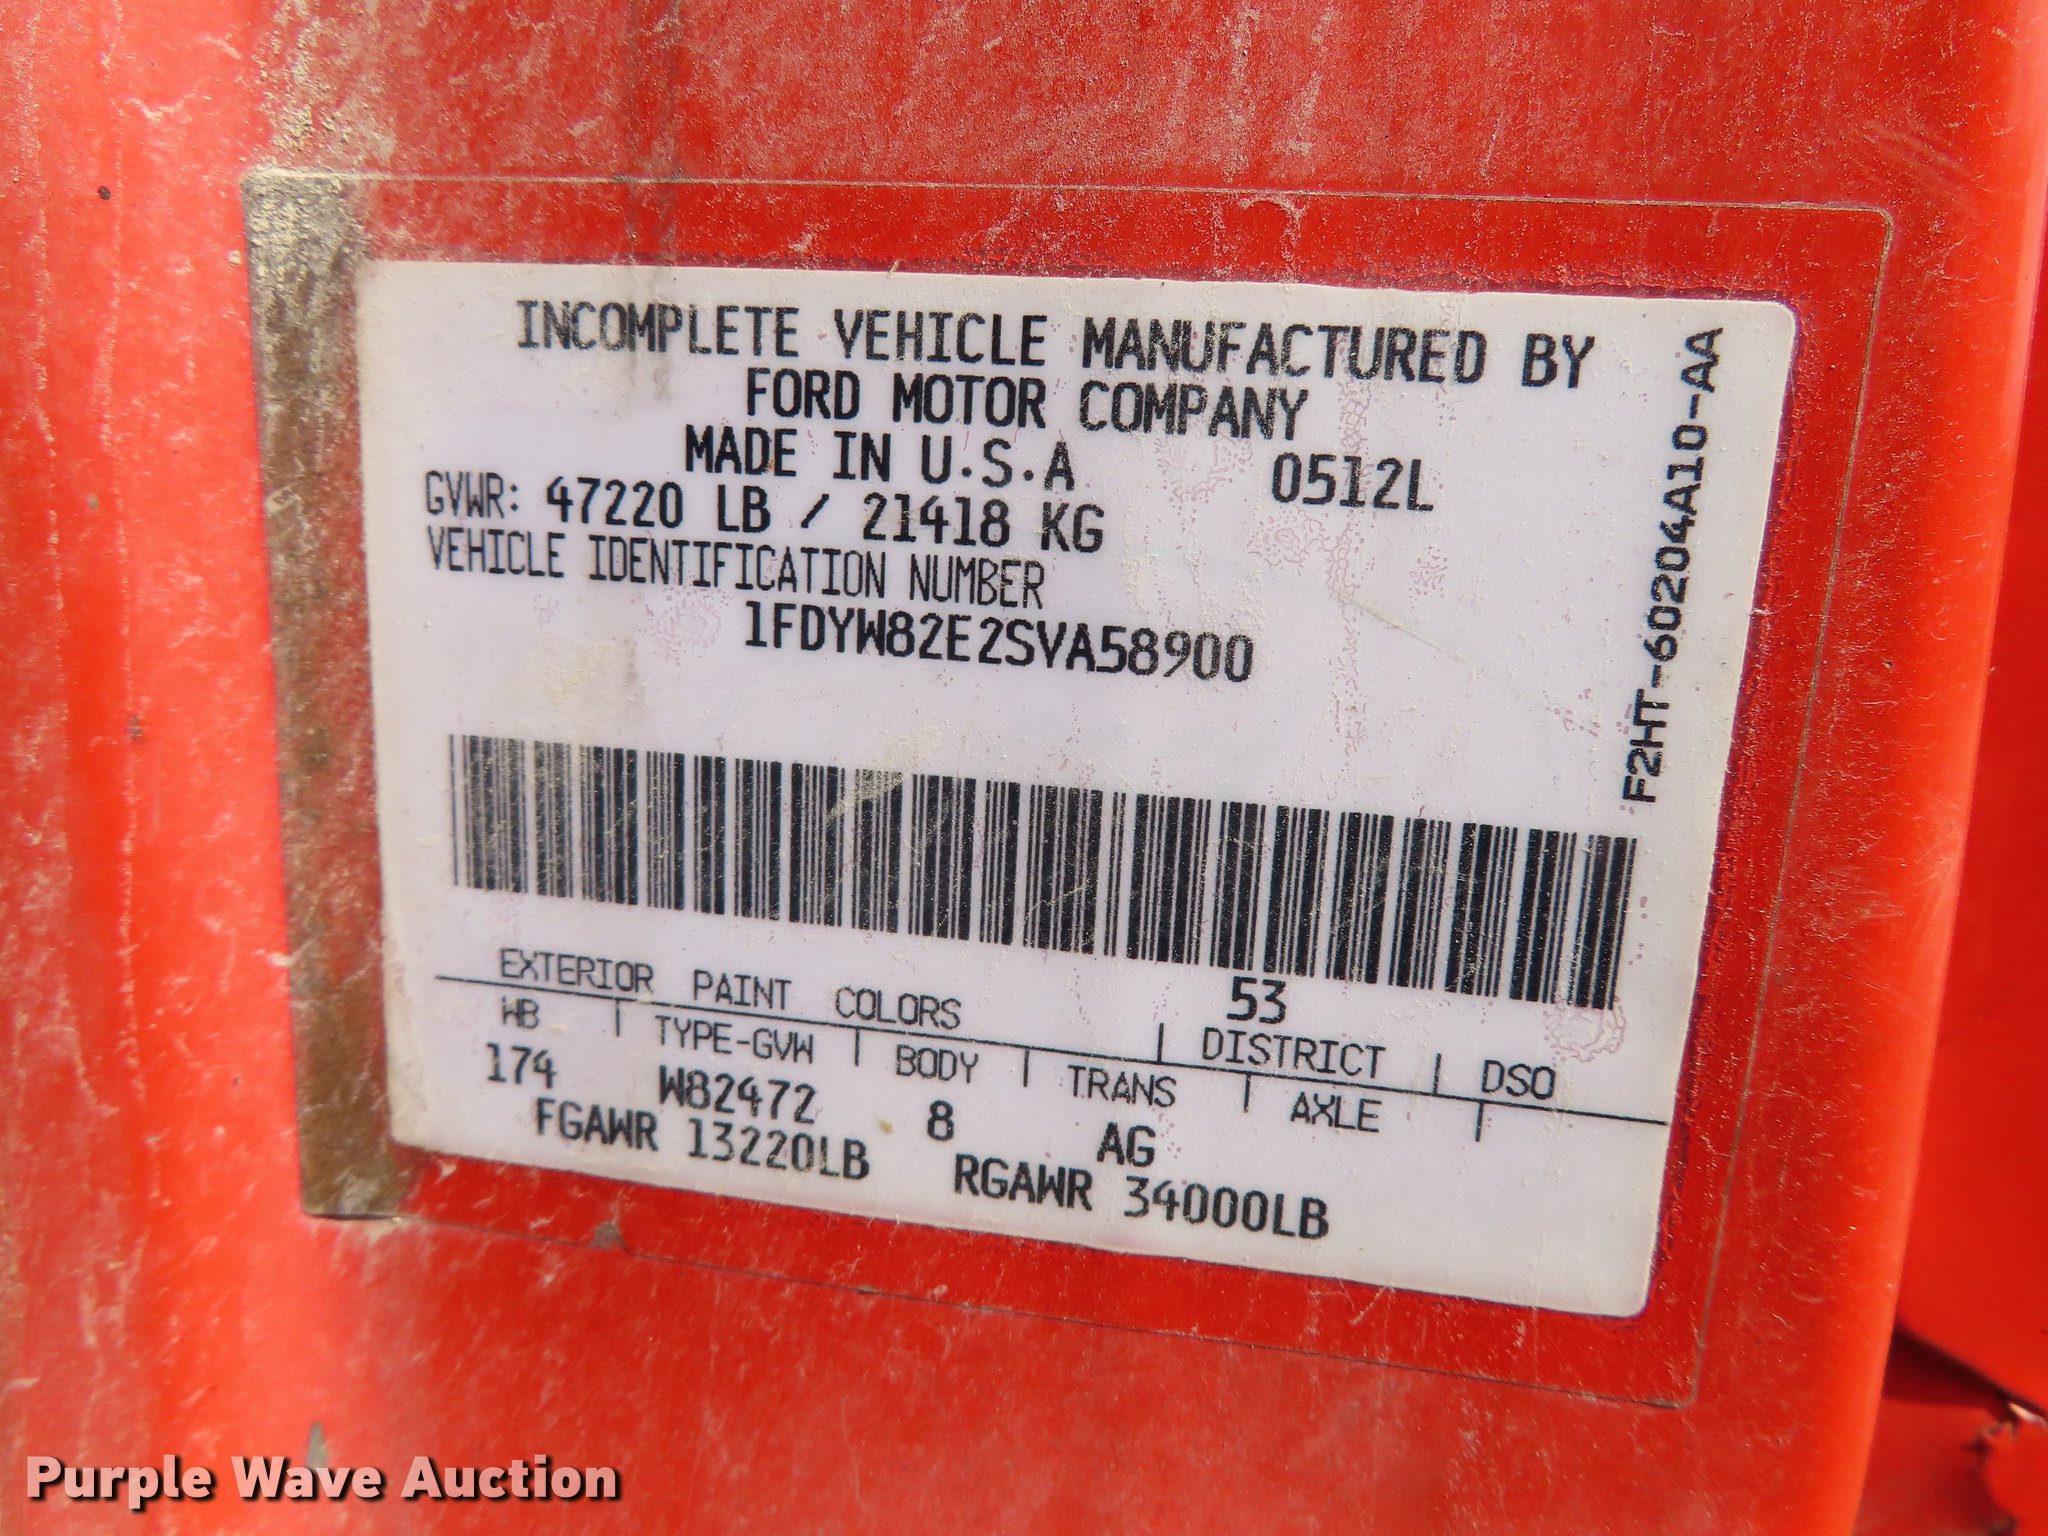 INCOMPLETE VEHICLE MANUFACTURED BY
FORD MOTOR COMPANY
MADE IN U.S.A 0512L
GVWR: 47220 LB / 21418 KG
VEHICLE IDENTIFICATION NUMBER
1FDYW82E2SVA58900
F2HT-60204A10-AA
EXTERIOR PAINT COLORS 53 DISTRICT DSO
WB TYPE-GVW BODY TRANS AXLE
174 W82472 8 AG
FGAWR 13220LB RGAWR 34000LB
Purple Wave Auction